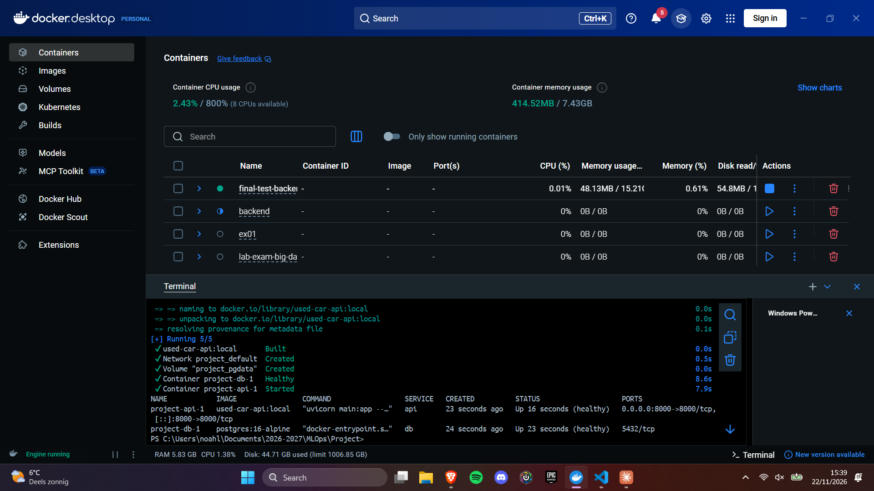 docker.desktop PERSONAL
Search Ctrl+K
8
Sign in
Containers
Images
Volumes
Kubernetes
Builds
Models
MCP Toolkit BETA
Docker Hub
Docker Scout
Extensions
Containers Give feedback
Container CPU usage
2.43% / 800% (8 CPUs available)
Container memory usage
414.52MB / 7.43GB
Show charts
Search
Only show running containers
Name Container ID Image Port(s) CPU (%) Memory usage... Memory (%) Disk read/ Actions
final-test-backe - - - 0.01% 48.13MB / 15.21G 0.61% 54.8MB / 1
backend - - - 0% 0B / 0B 0% 0B / 0B
ex01 - - - 0% 0B / 0B 0% 0B / 0B
lab-exam-big-da - - - 0% 0B / 0B 0% 0B / 0B
Terminal
=> => naming to docker.io/library/used-car-api:local 0.0s
=> => unpacking to docker.io/library/used-car-api:local 0.0s
=> resolving provenance for metadata file 0.1s
[+] Running 5/5
✓used-car-api:local Built 0.0s
✓Network project_default Created 0.5s
✓Volume "project_pgdata" Created 0.0s
✓Container project-db-1 Healthy 8.6s
✓Container project-api-1 Started 7.9s
NAME IMAGE COMMAND SERVICE CREATED STATUS PORTS
project-api-1 used-car-api:local "uvicorn main:app --…" api 23 seconds ago Up 16 seconds (healthy) 0.0.0.0:8000->8000/tcp,
[::]:8000->8000/tcp
project-db-1 postgres:16-alpine "docker-entrypoint.s…" db 24 seconds ago Up 23 seconds (healthy) 5432/tcp
PS C:\Users\noahl\Documents\2026-2027\MLOps\Project>
Windows Pow...
Engine running
RAM 5.83 GB CPU 1.38% Disk: 44.71 GB used (limit 1006.85 GB)
>_ Terminal
New version available
6°C
Deels zonnig
Search
EPIC
15:39
22/11/2026